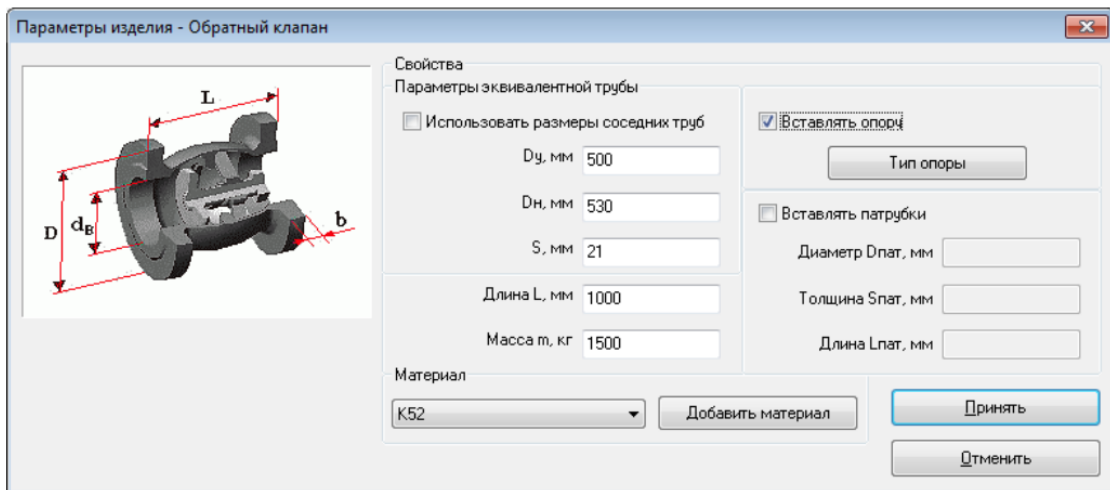 Параметры изделия - Обратный клапан
L
D
dB
b
Свойства
Параметры эквивалентной трубы
Использовать размеры соседних труб
Dу, мм 500
Dн, мм 530
S, мм 21
Длина L, мм 1000
Масса m, кг 1500
Вставлять опору
Тип опоры
Вставлять патрубки
Диаметр Dпат, мм
Толщина Sпат, мм
Длина Lпат, мм
Материал
K52
Добавить материал
Принять
Отменить